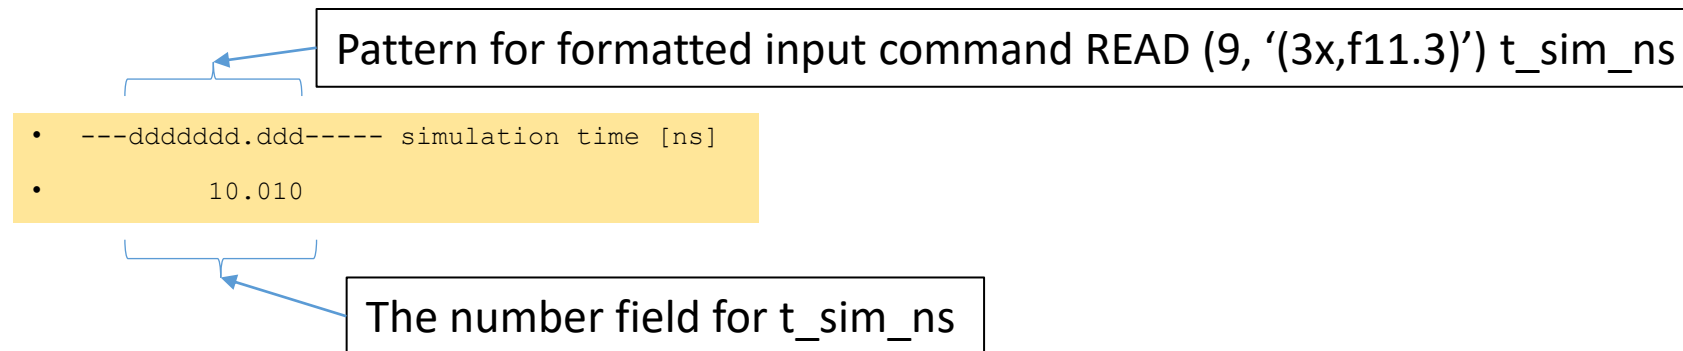 Pattern for formatted input command READ (9, ‘(3x,f11.3)’) t_sim_ns
• ---ddddddd.ddd----- simulation time [ns]
• 10.010
The number field for t_sim_ns